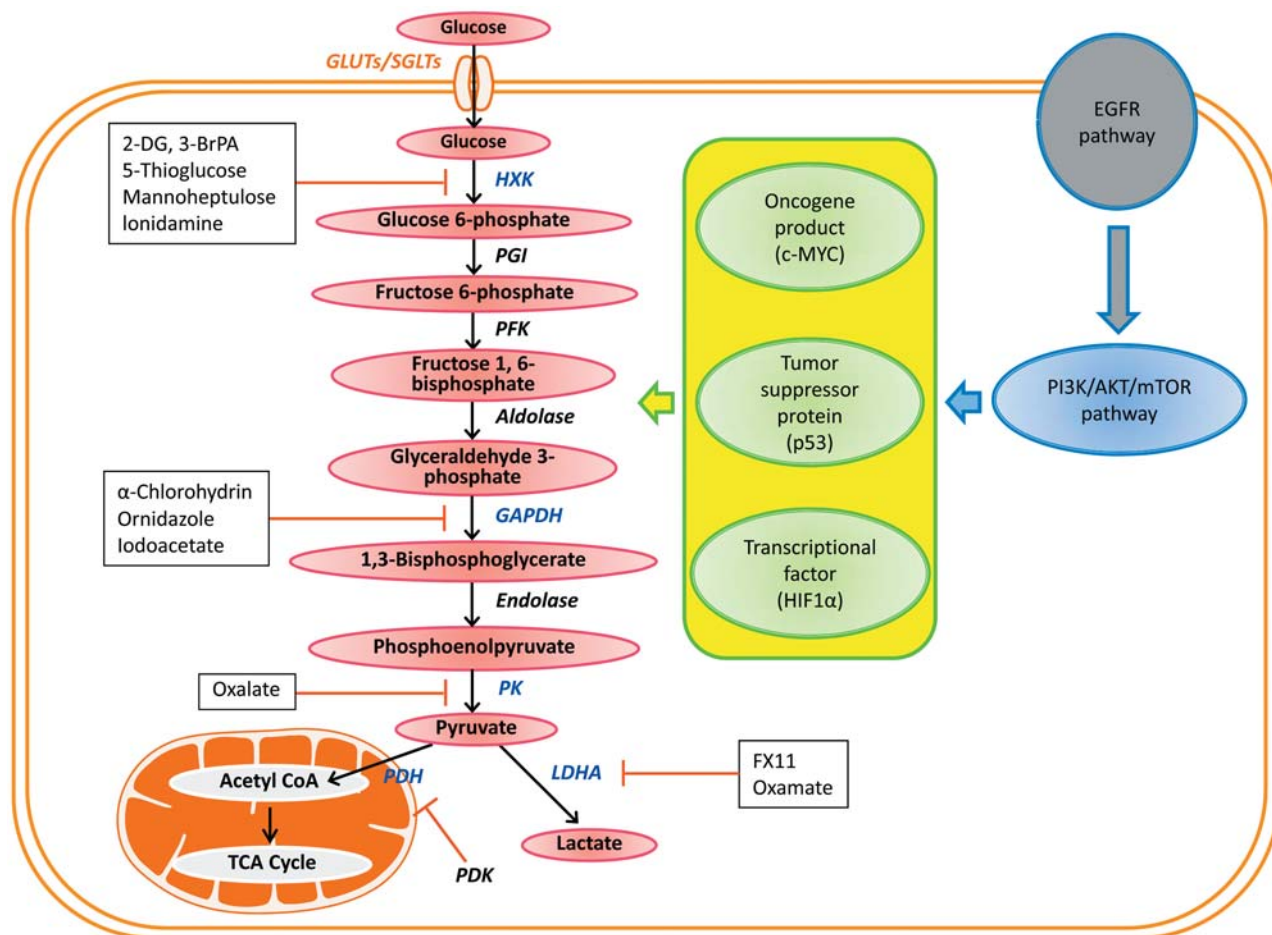 Glucose
GLUTs/SGLTs
Glucose
2-DG, 3-BrPA
5-Thioglucose
Mannoheptulose
Ionidamine
HXK
Glucose 6-phosphate
PGI
Fructose 6-phosphate
PFK
Fructose 1, 6-
bisphosphate
Aldolase
Glyceraldehyde 3-
phosphate
α-Chlorohydrin
Ornidazole
Iodoacetate
GAPDH
1,3-Bisphosphoglycerate
Endolase
Phosphoenolpyruvate
Oxalate
PK
Pyruvate
PDH
LDHA
FX11
Oxamate
Acetyl CoA
TCA Cycle
PDK
Lactate
Oncogene
product
(c-MYC)
Tumor
suppressor
protein
(p53)
Transcriptional
factor
(HIF1α)
EGFR
pathway
PI3K/AKT/mTOR
pathway